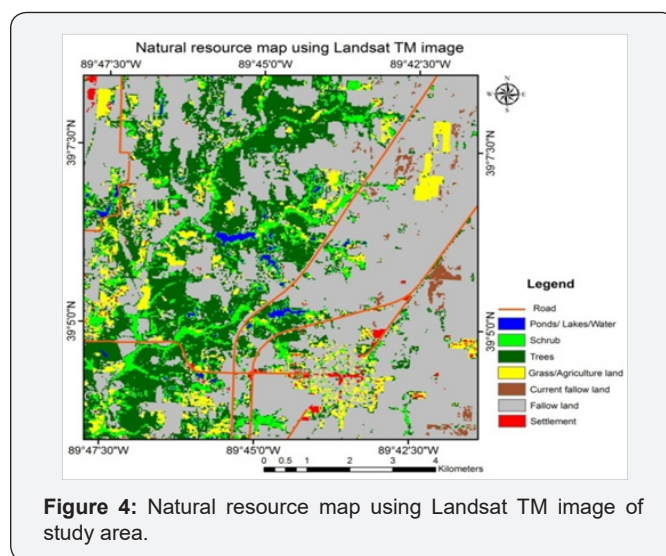 Natural resource map using Landsat TM image
89°47'30"W 89°45'0"W 89°42'30"W
N
W E
S
39°7'30"N
39°7'30"N
39°5'0"N
39°5'0"N
Legend
Road
Ponds/ Lakes/Water
Schrub
Trees
Grass/Agriculture land
Current fallow land
Fallow land
Settlement
89°47'30"W 89°45'0"W 89°42'30"W
0 0.5 1 2 3 4
Kilometers
Figure 4: Natural resource map using Landsat TM image of
study area.